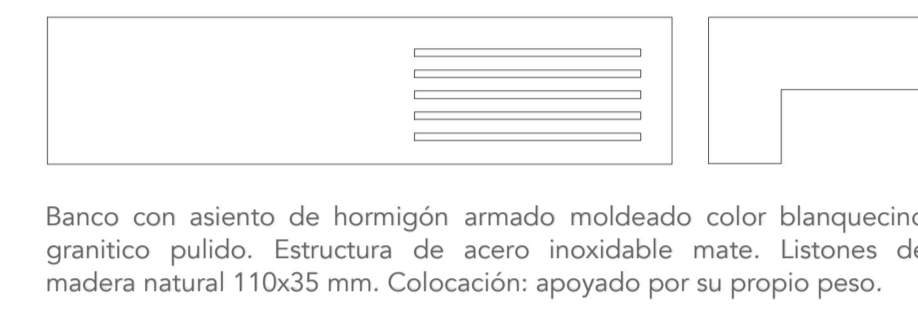 Banco con asiento de hormigón armado moldeado color blanquecino
granitico pulido. Estructura de acero inoxidable mate. Listones de
madera natural 110x35 mm. Colocación: apoyado por su propio peso.